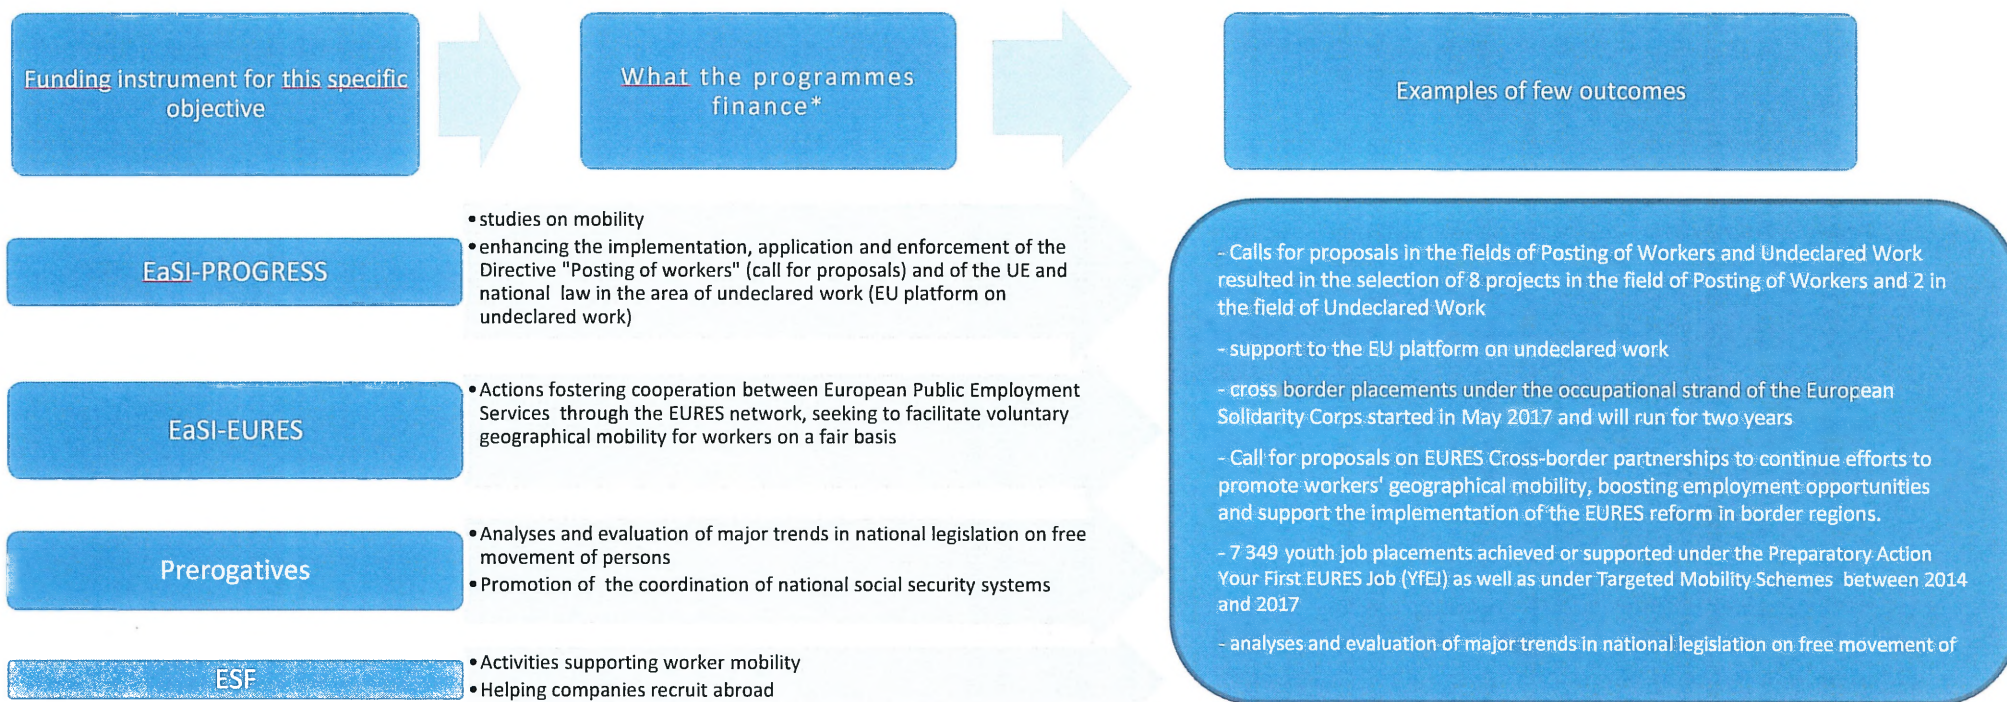 Funding instrument for this specific
objective
What the programmes
finance*
Examples of few outcomes
EaSI-PROGRESS
• studies on mobility
• enhancing the implementation, application and enforcement of the
Directive "Posting of workers" (call for proposals) and of the UE and
national law in the area of undeclared work (EU platform on
undeclared work)
EaSI-EURES
• Actions fostering cooperation between European Public Employment
Services through the EURES network, seeking to facilitate voluntary
geographical mobility for workers on a fair basis
Prerogatives
• Analyses and evaluation of major trends in national legislation on free
movement of persons
• Promotion of the coordination of national social security systems
ESF
• Activities supporting worker mobility
• Helping companies recruit abroad
- Calls for proposals in the fields of Posting of Workers and Undeclared Work
resulted in the selection of 8 projects in the field of Posting of Workers and 2 in
the field of Undeclared Work
- support to the EU platform on undeclared work
- cross border placements under the occupational strand of the European
Solidarity Corps started in May 2017 and will run for two years
- Call for proposals on EURES Cross-border partnerships to continue efforts to
promote workers' geographical mobility, boosting employment opportunities
and support the implementation of the EURES reform in border regions.
- 7 349 youth job placements achieved or supported under the Preparatory Action
Your First EURES Job (YfEJ) as well as under Targeted Mobility Schemes between 2014
and 2017
- analyses and evaluation of major trends in national legislation on free movement of